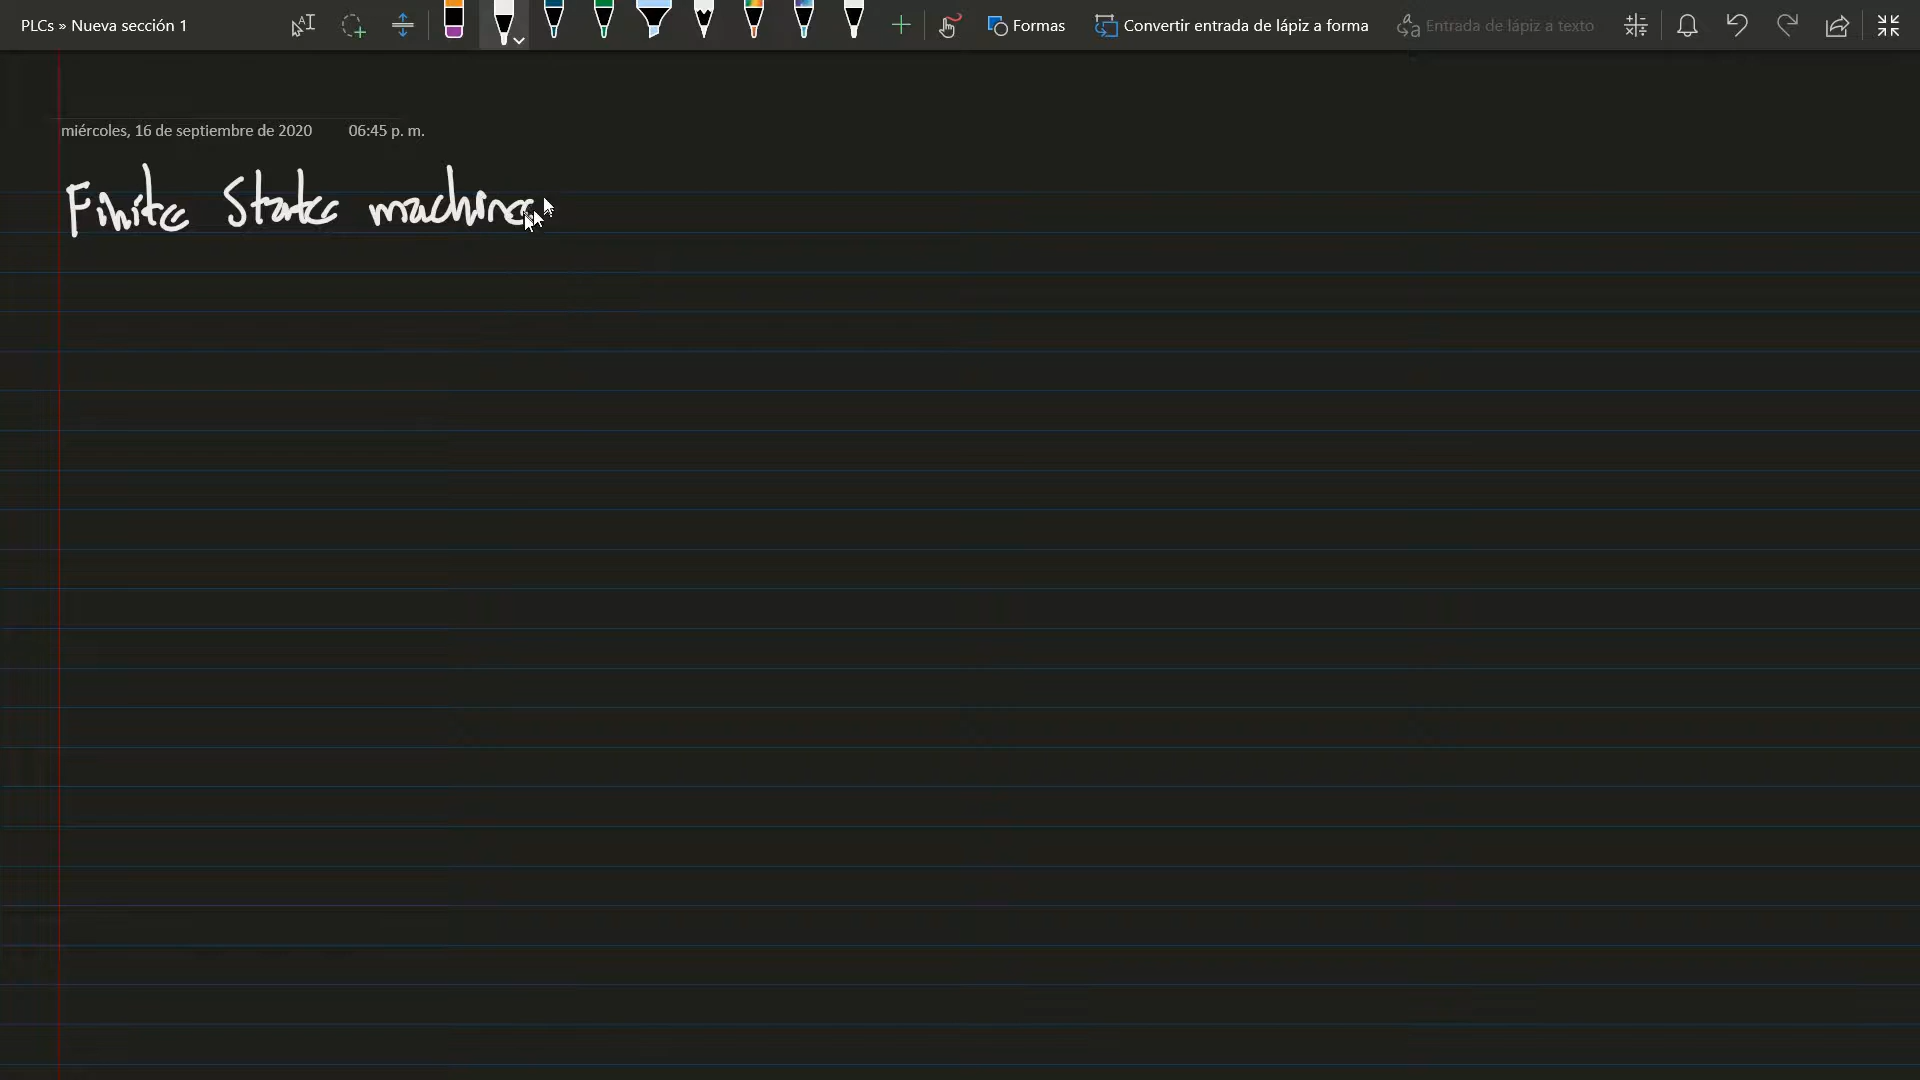 PLCs » Nueva sección 1
Formas
Convertir entrada de lápiz a forma
Entrada de lápiz a texto
miércoles, 16 de septiembre de 2020 06:45 p. m.
Finite State machine